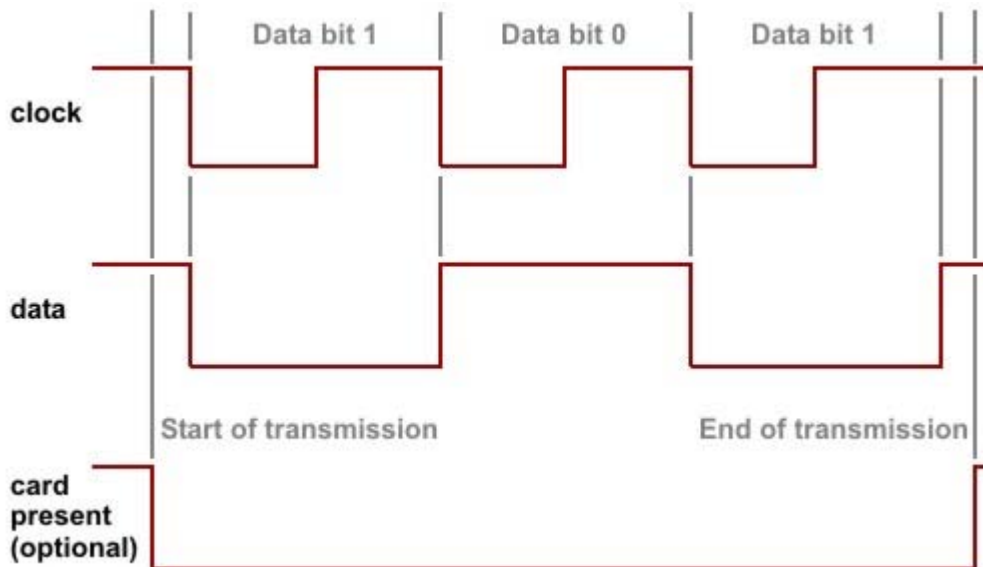 Data bit 1 Data bit 0 Data bit 1
clock
data
Start of transmission End of transmission
card
present
(optional)